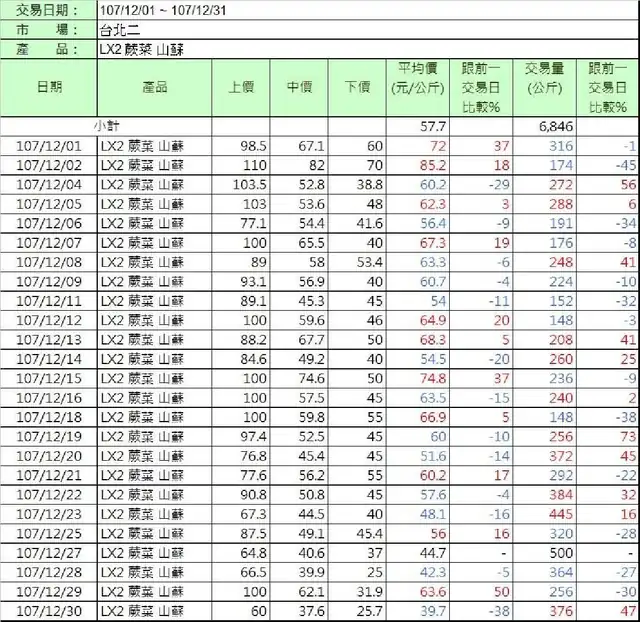 交易日期： 107/12/01 ~ 107/12/31
市 場： 台北二
產 品： LX2 蕨菜 山蘇
日期 產品 上價 中價 下價 平均價(元/公斤) 跟前一交易日比較% 交易量(公斤) 跟前一交易日比較%
小計 57.7 6,846
107/12/01 LX2 蕨菜 山蘇 98.5 67.1 60 72 37 316 -1
107/12/02 LX2 蕨菜 山蘇 110 82 70 85.2 18 174 -45
107/12/04 LX2 蕨菜 山蘇 103.5 52.8 38.8 60.2 -29 272 56
107/12/05 LX2 蕨菜 山蘇 103 53.6 48 62.3 3 288 6
107/12/06 LX2 蕨菜 山蘇 77.1 54.4 41.6 56.4 -9 191 -34
107/12/07 LX2 蕨菜 山蘇 100 65.5 40 67.3 19 176 -8
107/12/08 LX2 蕨菜 山蘇 89 58 53.4 63.3 -6 248 41
107/12/09 LX2 蕨菜 山蘇 93.1 56.9 40 60.7 -4 224 -10
107/12/11 LX2 蕨菜 山蘇 89.1 45.3 45 54 -11 152 -32
107/12/12 LX2 蕨菜 山蘇 100 59.6 46 64.9 20 148 -3
107/12/13 LX2 蕨菜 山蘇 88.2 67.7 50 68.3 5 208 41
107/12/14 LX2 蕨菜 山蘇 84.6 49.2 40 54.5 -20 260 25
107/12/15 LX2 蕨菜 山蘇 100 74.6 50 74.8 37 236 -9
107/12/16 LX2 蕨菜 山蘇 100 57.5 45 63.5 -15 240 2
107/12/18 LX2 蕨菜 山蘇 100 59.8 55 66.9 5 148 -38
107/12/19 LX2 蕨菜 山蘇 97.4 52.5 45 60 -10 256 73
107/12/20 LX2 蕨菜 山蘇 76.8 45.4 45 51.6 -14 372 45
107/12/21 LX2 蕨菜 山蘇 77.6 56.2 55 60.2 17 292 -22
107/12/22 LX2 蕨菜 山蘇 90.8 50.8 45 57.6 -4 384 32
107/12/23 LX2 蕨菜 山蘇 67.3 44.5 40 48.1 -16 445 16
107/12/25 LX2 蕨菜 山蘇 87.5 49.1 45.4 56 16 320 -28
107/12/27 LX2 蕨菜 山蘇 64.8 40.6 37 44.7 - 500 -
107/12/28 LX2 蕨菜 山蘇 66.5 39.9 25 42.3 -5 364 -27
107/12/29 LX2 蕨菜 山蘇 100 62.1 31.9 63.6 50 256 -30
107/12/30 LX2 蕨菜 山蘇 60 37.6 25.7 39.7 -38 376 47